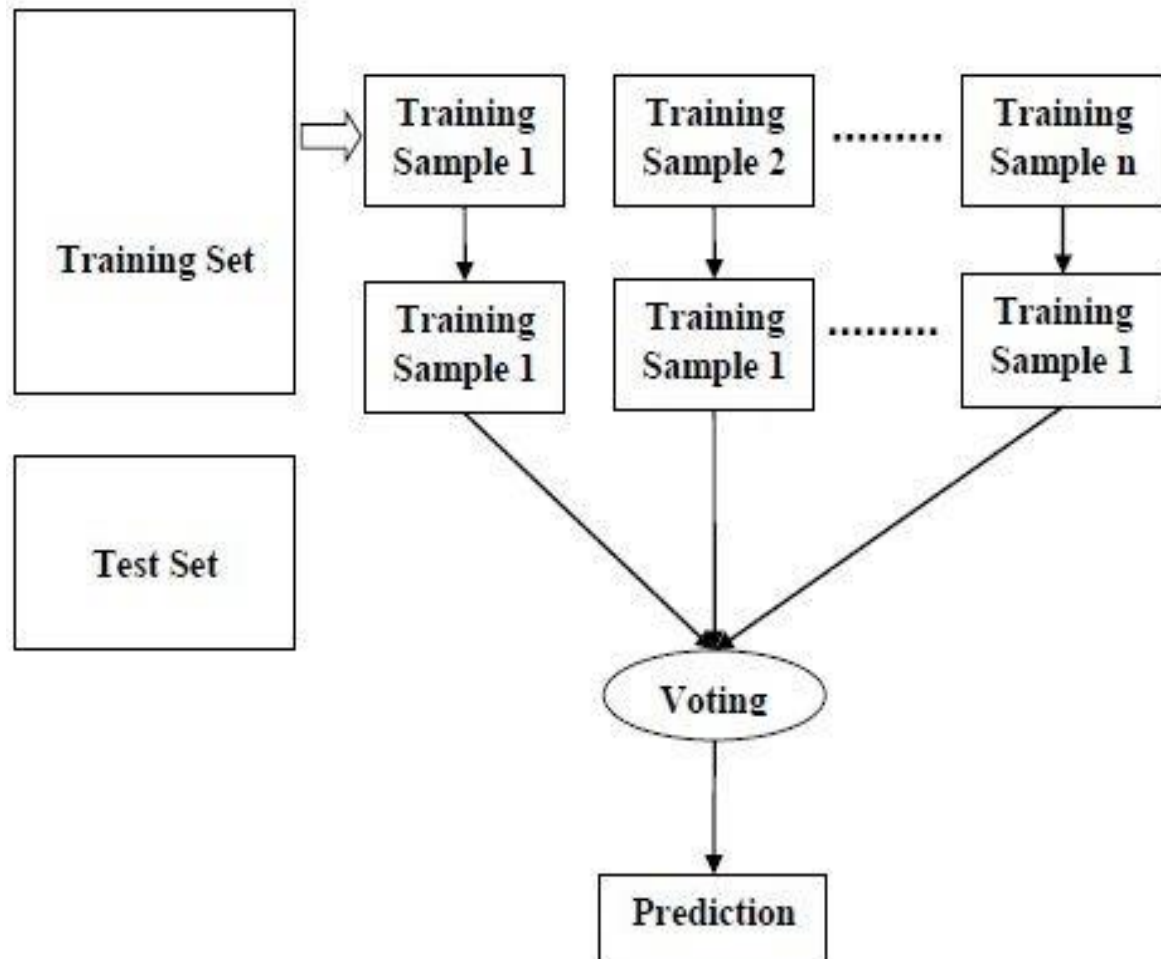 Training Set
Training
Sample 1
Training
Sample 2
Training
Sample n
Training
Sample 1
Training
Sample 1
Training
Sample 1
Test Set
Voting
Prediction